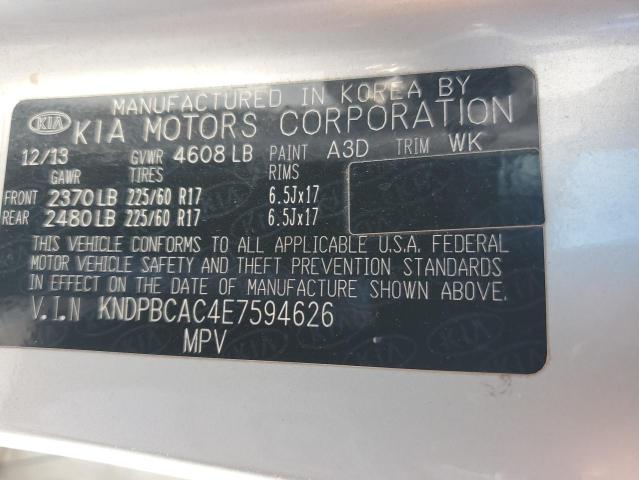 MANUFACTURED IN KOREA BY
KIA KIA MOTORS CORPORATION
12/13 GVWR 4608 LB PAINT A3D TRIM WK
GAWR TIRES RIMS
FRONT 2370 LB 225/60 R17 6.5Jx17
REAR 2480 LB 225/60 R17 6.5Jx17
THIS VEHICLE CONFORMS TO ALL APPLICABLE U.S.A. FEDERAL
MOTOR VEHICLE SAFETY AND THEFT PREVENTION STANDARDS
IN EFFECT ON THE DATE OF MANUFACTURE SHOWN ABOVE.
V.I.N KNDPBCAC4E7594626
MPV